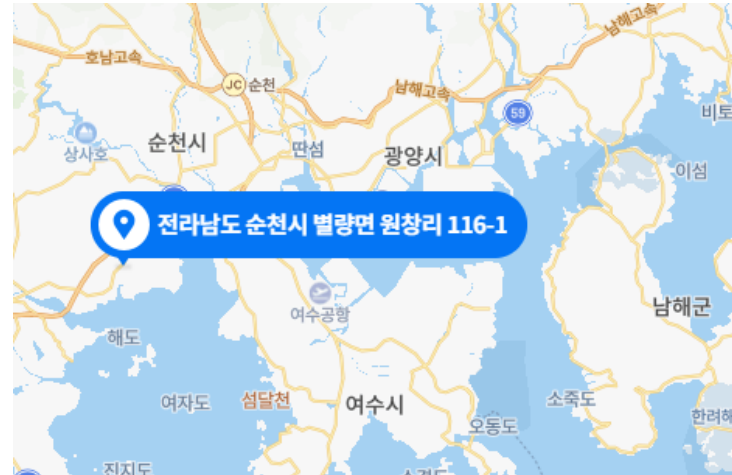 남해고속
호남고속
JC 순천
남해고속
59
비토
상사호
순천시
딴섬
광양시
이섬
전라남도 순천시 별량면 원창리 116-1
여수공항
남해군
해도
여자도
섬달천
여수시
소죽도
오동도
한려해
진지도